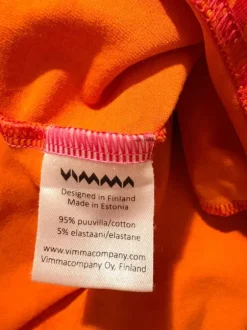 VIMMA
Designed in Finland
Made in Estonia
95% puuvilla/cotton
5% elastaani/elastane
www.vimmacompany.com
Vimmacompany Oy, Finland